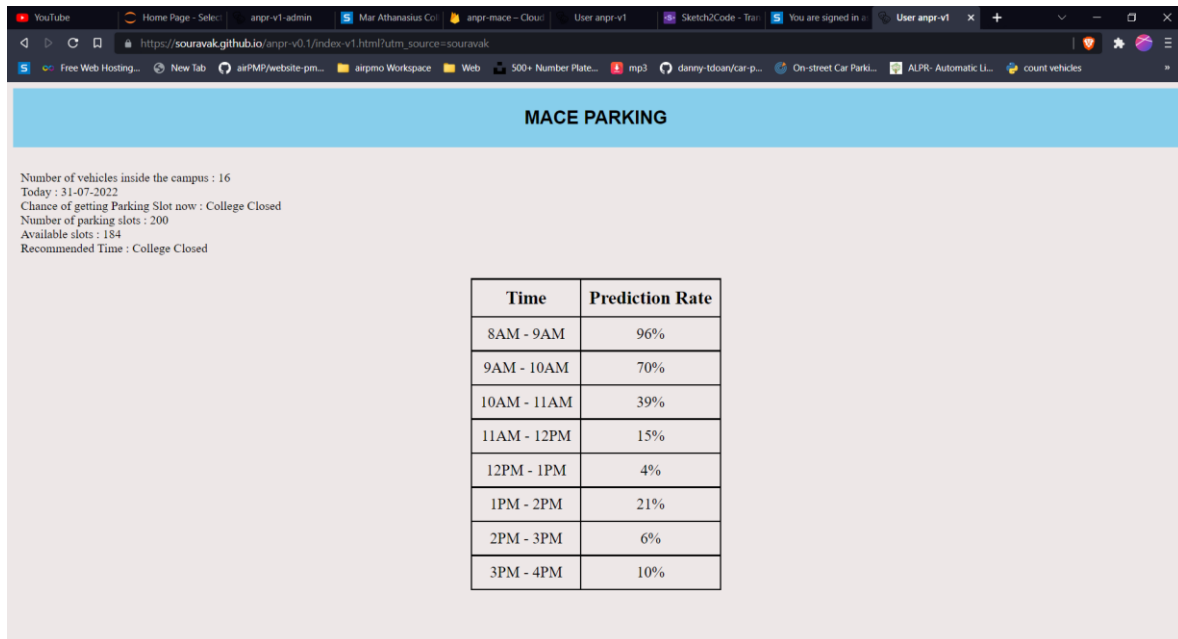 YouTube Home Page - Select anpr-v1-admin Mar Athanasius Col anpr-mace – Cloud User anpr-v1 Sketch2Code - Tran You are signed in a User anpr-v1
https://souravak.github.io/anpr-v0.1/index-v1.html?utm_source=souravak
Free Web Hosting... New Tab airPMP/website-pm... airpmo Workspace Web 500+ Number Plate... mp3 danny-tdoan/car-p... On-street Car Parki... ALPR- Automatic Li... count vehicles
MACE PARKING
Number of vehicles inside the campus : 16
Today : 31-07-2022
Chance of getting Parking Slot now : College Closed
Number of parking slots : 200
Available slots : 184
Recommended Time : College Closed
Time Prediction Rate
8AM - 9AM 96%
9AM - 10AM 70%
10AM - 11AM 39%
11AM - 12PM 15%
12PM - 1PM 4%
1PM - 2PM 21%
2PM - 3PM 6%
3PM - 4PM 10%